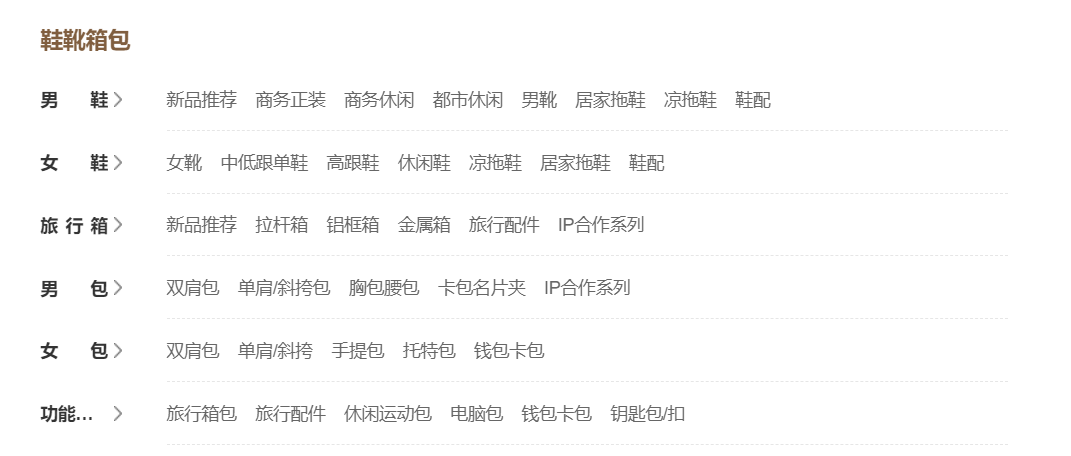 鞋靴箱包
男 鞋 新品推荐 商务正装 商务休闲 都市休闲 男靴 居家拖鞋 凉拖鞋 鞋配
女 鞋 女靴 中低跟单鞋 高跟鞋 休闲鞋 凉拖鞋 居家拖鞋 鞋配
旅 行 箱 新品推荐 拉杆箱 铝框箱 金属箱 旅行配件 IP合作系列
男 包 双肩包 单肩/斜挎包 胸包腰包 卡包名片夹 IP合作系列
女 包 双肩包 单肩/斜挎 手提包 托特包 钱包卡包
功能... 旅行箱包 旅行配件 休闲运动包 电脑包 钱包卡包 钥匙包/扣